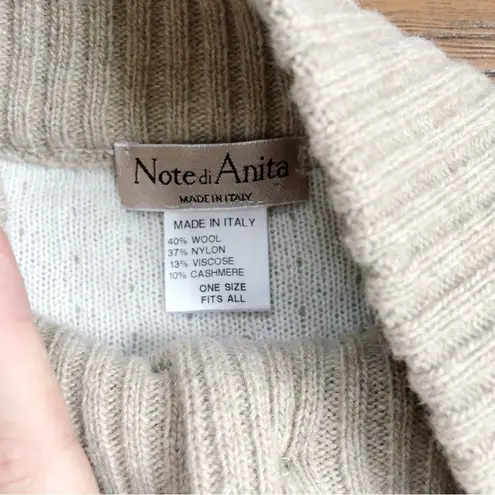 Note di Anita
MADE IN ITALY
MADE IN ITALY
40% WOOL
37% NYLON
13% VISCOSE
10% CASHMERE
ONE SIZE
FITS ALL